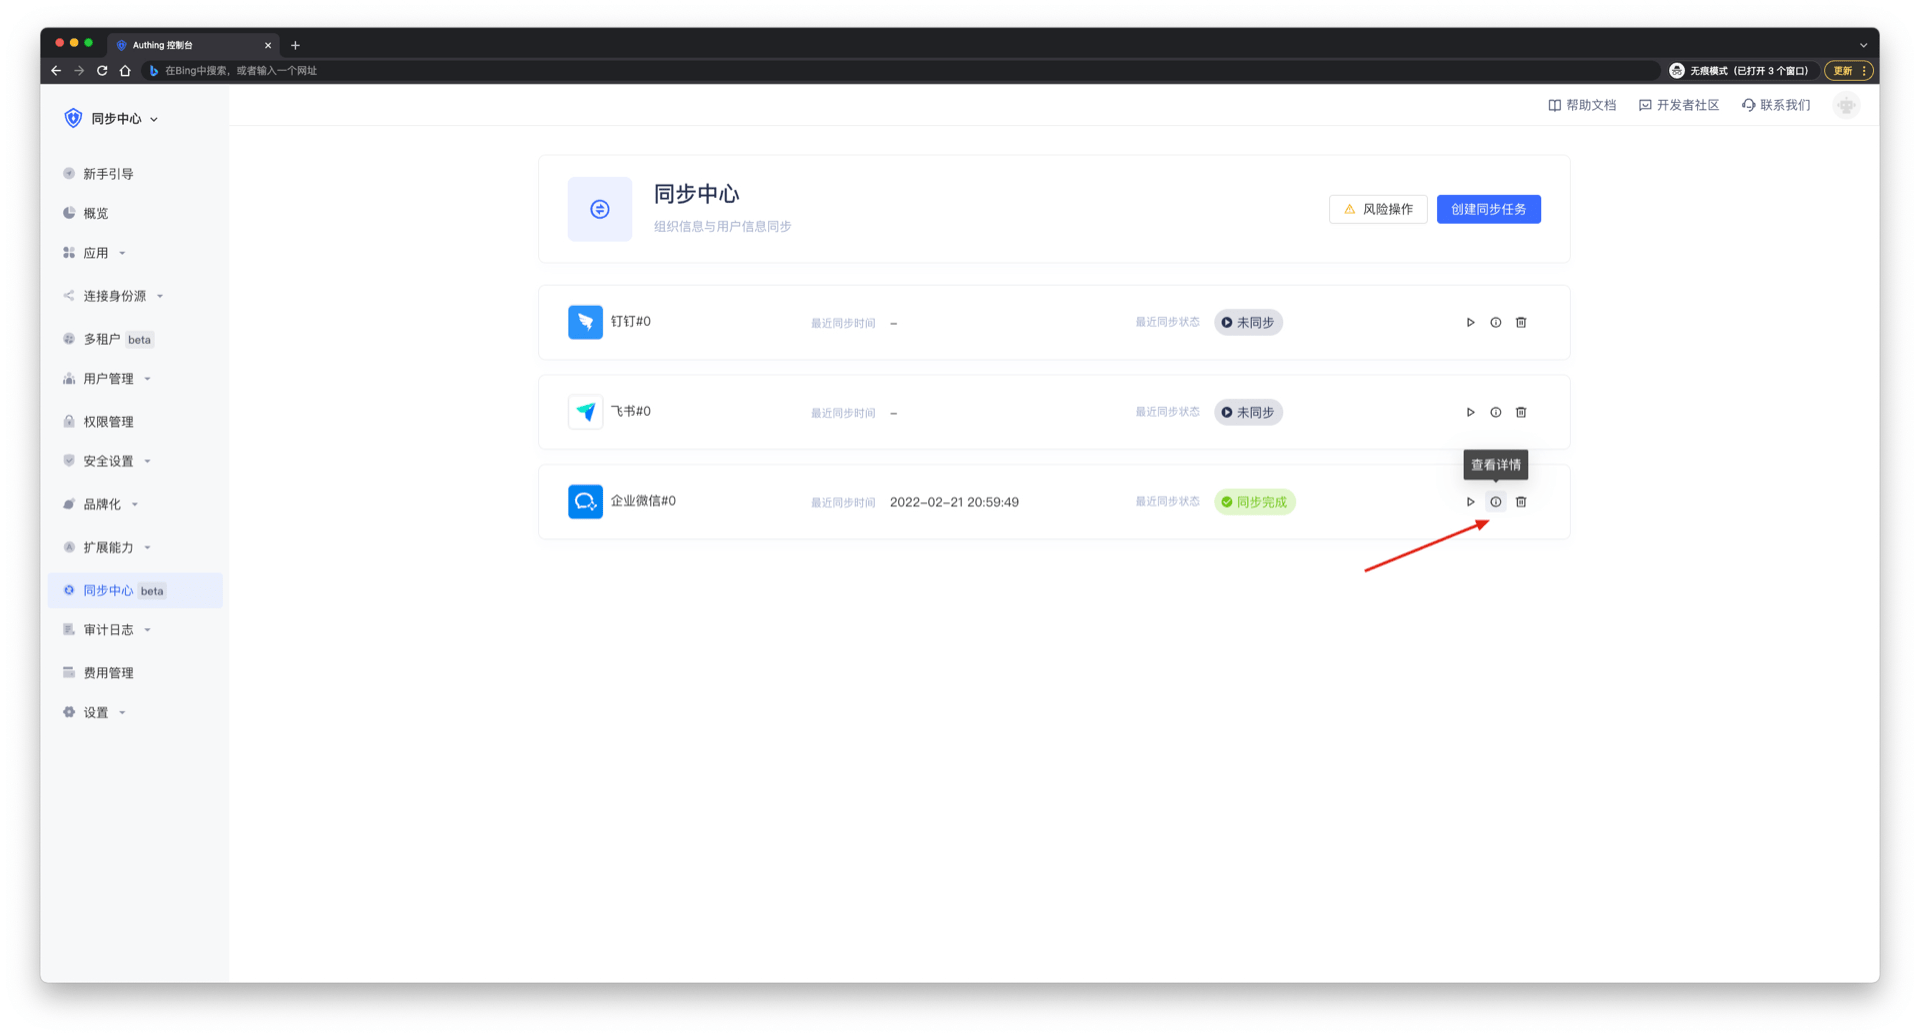 Authing 控制台
在Bing中搜索，或者输入一个网址
无痕模式（已打开 3 个窗口）
更新
同步中心
帮助文档
开发者社区
联系我们
新手引导
概览
应用
连接身份源
多租户 beta
用户管理
权限管理
安全设置
品牌化
扩展能力
同步中心 beta
审计日志
费用管理
设置
同步中心
组织信息与用户信息同步
风险操作
创建同步任务
钉钉#0
最近同步时间 –
最近同步状态 未同步
飞书#0
最近同步时间 –
最近同步状态 未同步
查看详情
企业微信#0
最近同步时间 2022-02-21 20:59:49
最近同步状态 同步完成